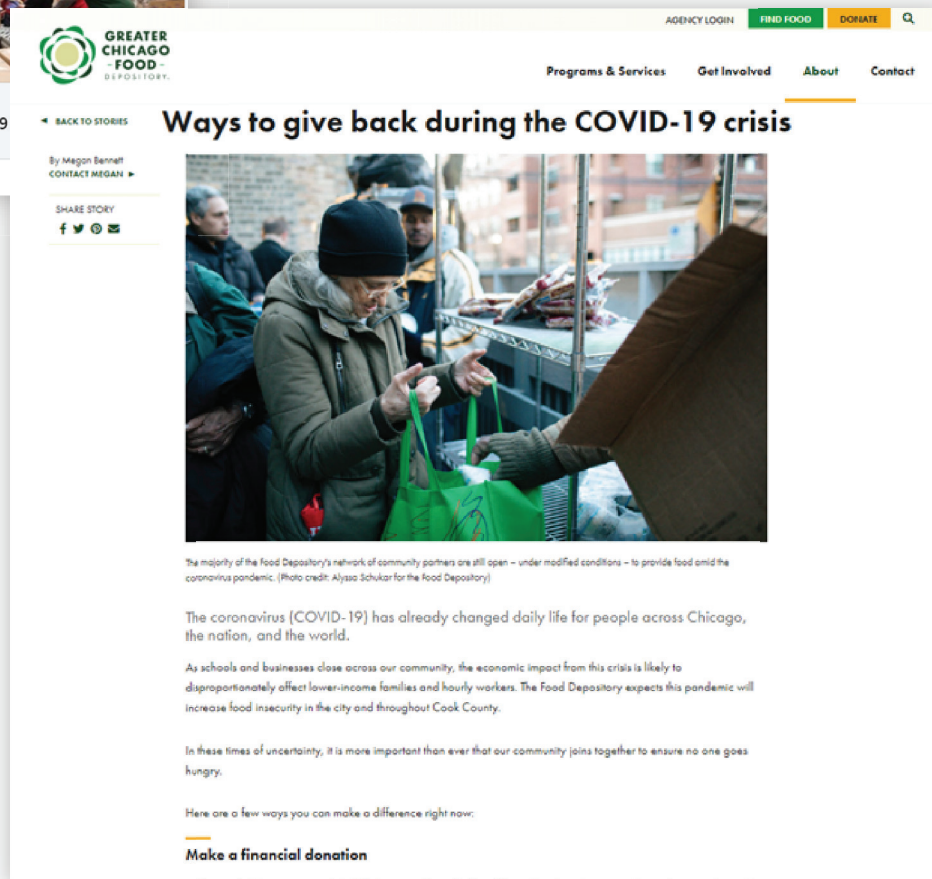 AGENCY LOGIN FIND FOOD DONATE
GREATER
CHICAGO
- FOOD -
DEPOSITORY.
Programs & Services Get Involved About Contact
9
BACK TO STORIES
Ways to give back during the COVID-19 crisis
By Megan Bennett
CONTACT MEGAN
SHARE STORY
The majority of the Food Depository's network of community partners are still open – under modified conditions – to provide food amid the
coronavirus pandemic. (Photo credit: Alyssa Schukar for the Food Depository)
The coronavirus (COVID-19) has already changed daily life for people across Chicago,
the nation, and the world.
As schools and businesses close across our community, the economic impact from this crisis is likely to
disproportionately affect lower-income families and hourly workers. The Food Depository expects this pandemic will
increase food insecurity in the city and throughout Cook County.
In these times of uncertainty, it is more important than ever that our community joins together to ensure no one goes
hungry.
Here are a few ways you can make a difference right now:
Make a financial donation